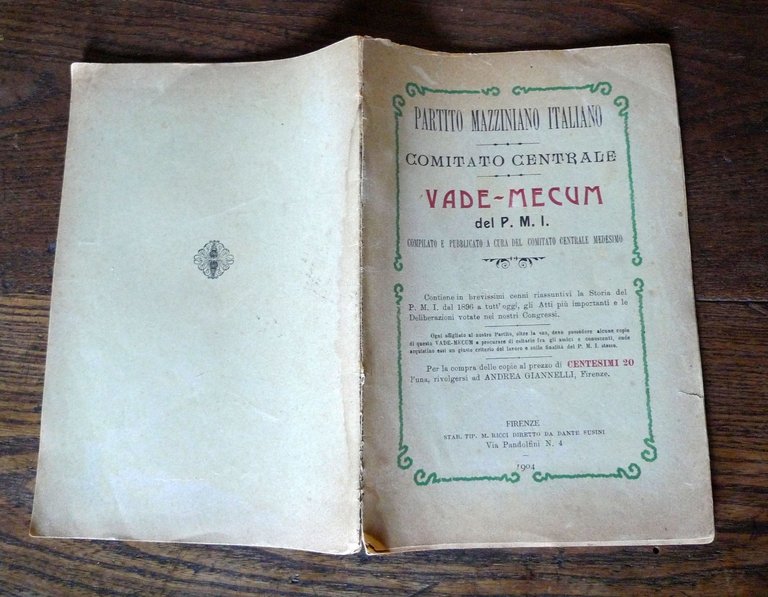 PARTITO MAZZINIANO ITALIANO
COMITATO CENTRALE
VADE-MECUM
del P. M. I.
COMPILATO E PUBBLICATO A CURA DEL COMITATO CENTRALE MEDESIMO
Contiene in brevissimi cenni riassuntivi la Storia del
P. M. I. dal 1896 a tutt'oggi, gli Atti più importanti e le
Deliberazioni votate nei nostri Congressi.
Ogni affigliato al nostro Partito, oltre la sua, deve possedere alcune copie
di questo VADE-MECUM e procurare di esitarle fra gli amici e conoscenti, onde
acquistino essi un giusto criterio del lavoro e sulle finalità del P. M. I. stesso.
Per la compra delle copie al prezzo di CENTESIMI 20
l'una, rivolgersi ad ANDREA GIANNELLI, Firenze.
FIRENZE
STAB. TIP. M. RICCI DIRETTO DA DANTE SUSINI
Via Pandolfini N. 4
1904